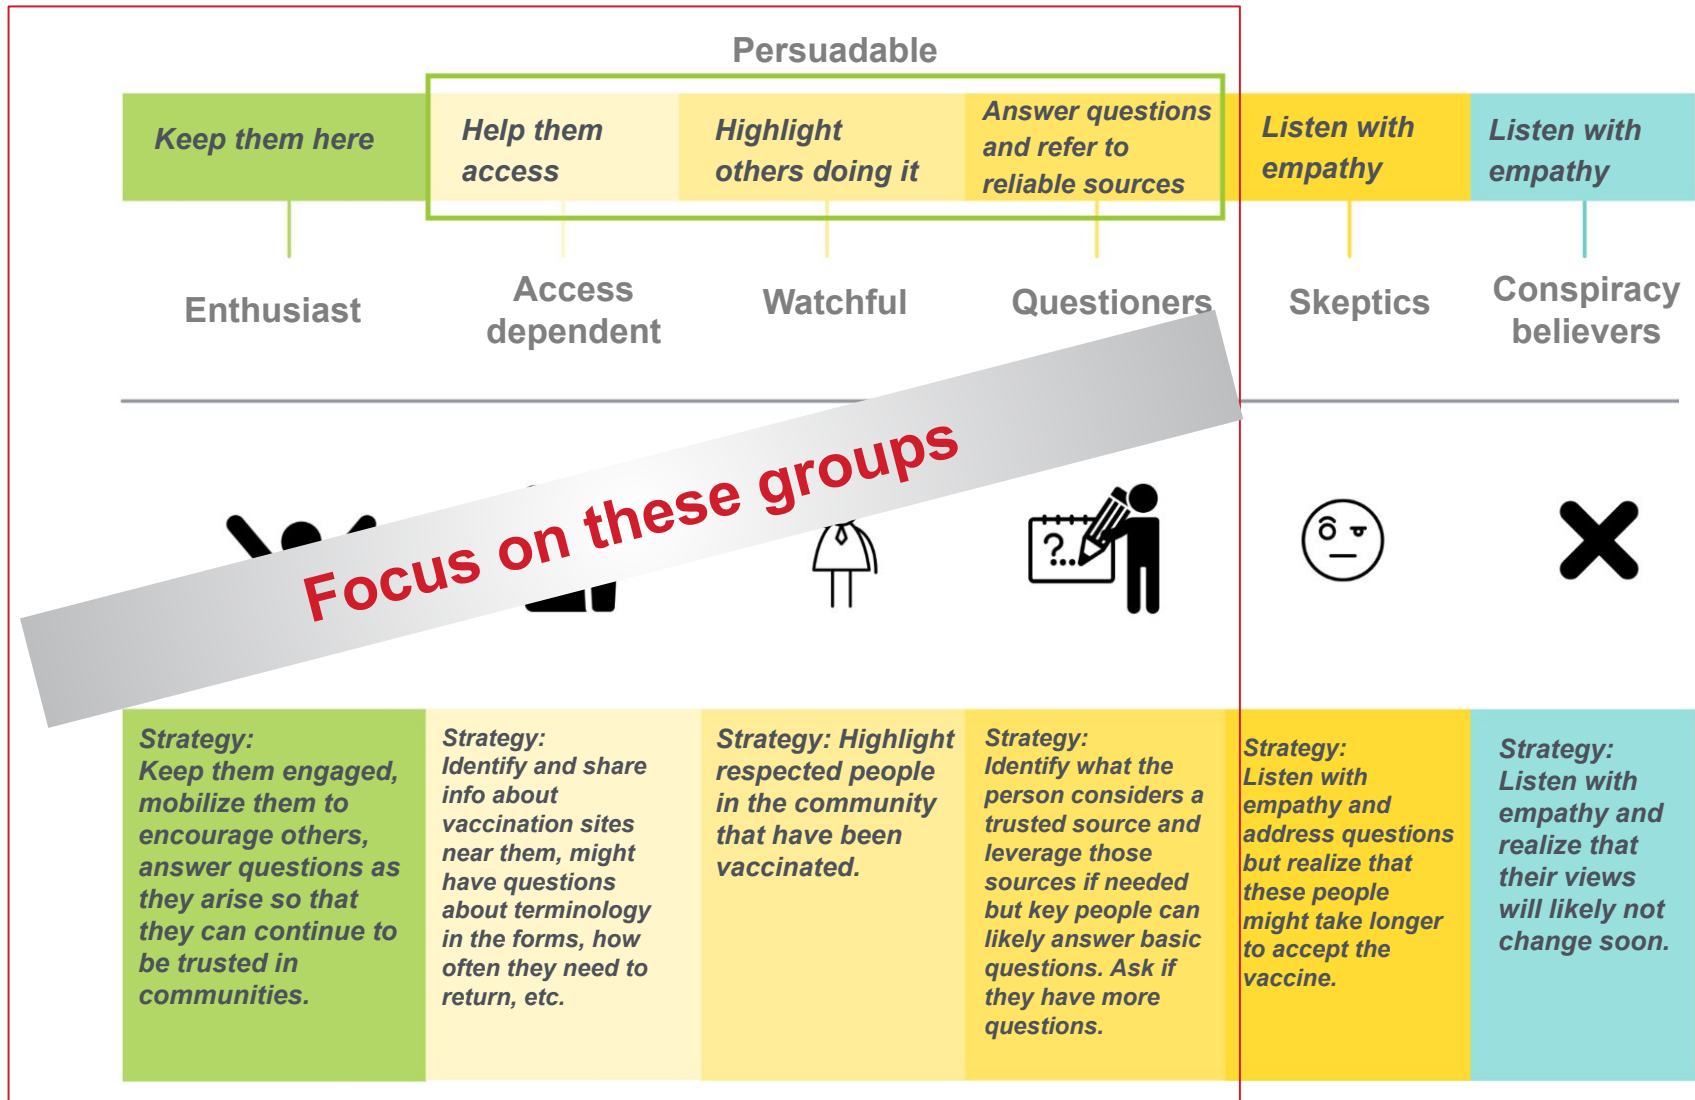 Persuadable
Keep them here
Help them
access
Highlight
others doing it
Answer questions
and refer to
reliable sources
Listen with
empathy
Listen with
empathy
Enthusiast
Access
dependent
Watchful
Questioners
Skeptics
Conspiracy
believers
Focus on these groups
?...
Strategy:
Keep them engaged,
mobilize them to
encourage others,
answer questions as
they arise so that
they can continue to
be trusted in
communities.
Strategy:
Identify and share
info about
vaccination sites
near them, might
have questions
about terminology
in the forms, how
often they need to
return, etc.
Strategy: Highlight
respected people
in the community
that have been
vaccinated.
Strategy:
Identify what the
person considers a
trusted source and
leverage those
sources if needed
but key people can
likely answer basic
questions. Ask if
they have more
questions.
Strategy:
Listen with
empathy and
address questions
but realize that
these people
might take longer
to accept the
vaccine.
Strategy:
Listen with
empathy and
realize that
their views
will likely not
change soon.